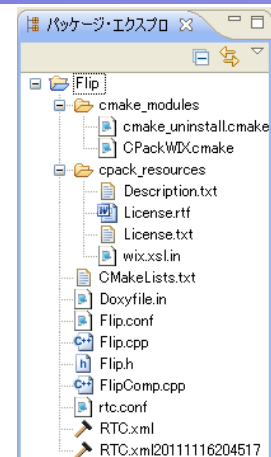 パッケージ・エクスプロ
Flip
cmake_modules
cmake_uninstall.cmake
CPackWIX.cmake
cpack_resources
Description.txt
License.rtf
License.txt
wix.xsl.in
CMakeLists.txt
Doxyfile.in
Flip.conf
Flip.cpp
Flip.h
FlipComp.cpp
rtc.conf
RTC.xml
RTC.xml20111116204517